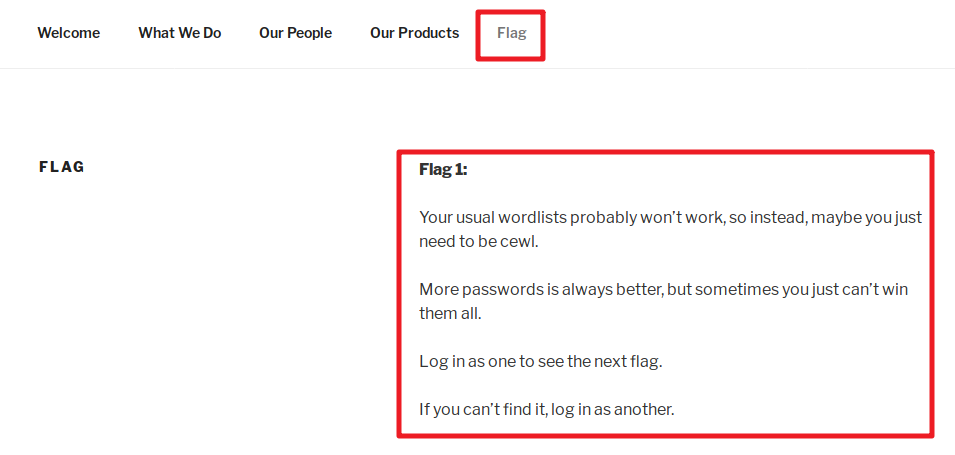 Welcome What We Do Our People Our Products Flag
FLAG
Flag 1:
Your usual wordlists probably won’t work, so instead, maybe you just
need to be cewl.
More passwords is always better, but sometimes you just can’t win
them all.
Log in as one to see the next flag.
If you can’t find it, log in as another.